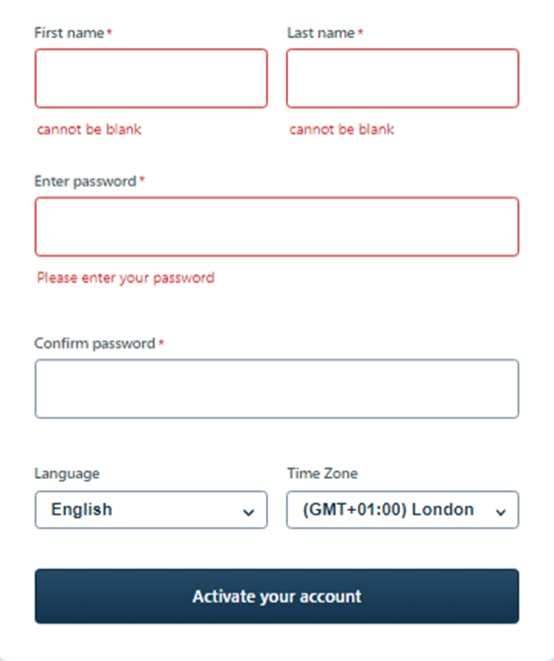 First name*
Last name*
cannot be blank
cannot be blank
Enter password*
Please enter your password
Confirm password*
Language
Time Zone
English
(GMT+01:00) London
Activate your account